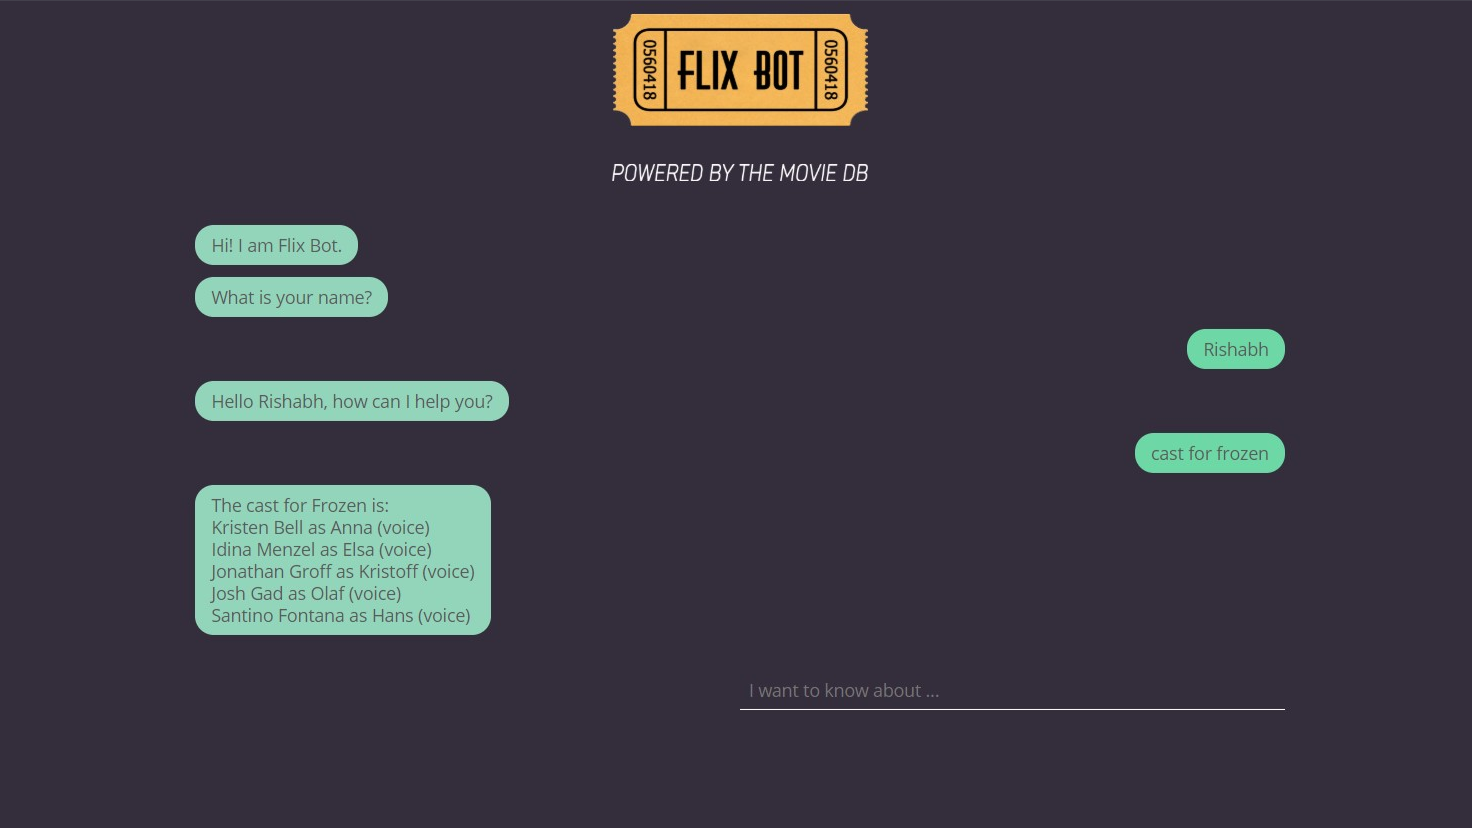 0560418
FLIX BOT
0560418
POWERED BY THE MOVIE DB
Hi! I am Flix Bot.
What is your name?
Rishabh
Hello Rishabh, how can I help you?
cast for frozen
The cast for Frozen is:
Kristen Bell as Anna (voice)
Idina Menzel as Elsa (voice)
Jonathan Groff as Kristoff (voice)
Josh Gad as Olaf (voice)
Santino Fontana as Hans (voice)
I want to know about ...